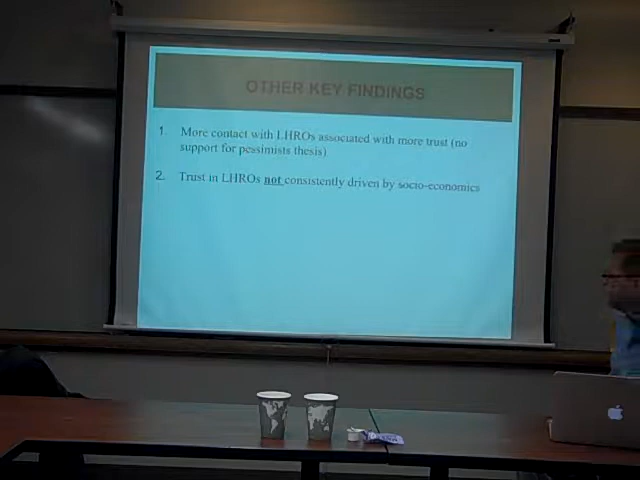 OTHER KEY FINDINGS
1. More contact with LHROs associated with more trust (no
support for pessimists thesis)
2. Trust in LHROs not consistently driven by socio-economics